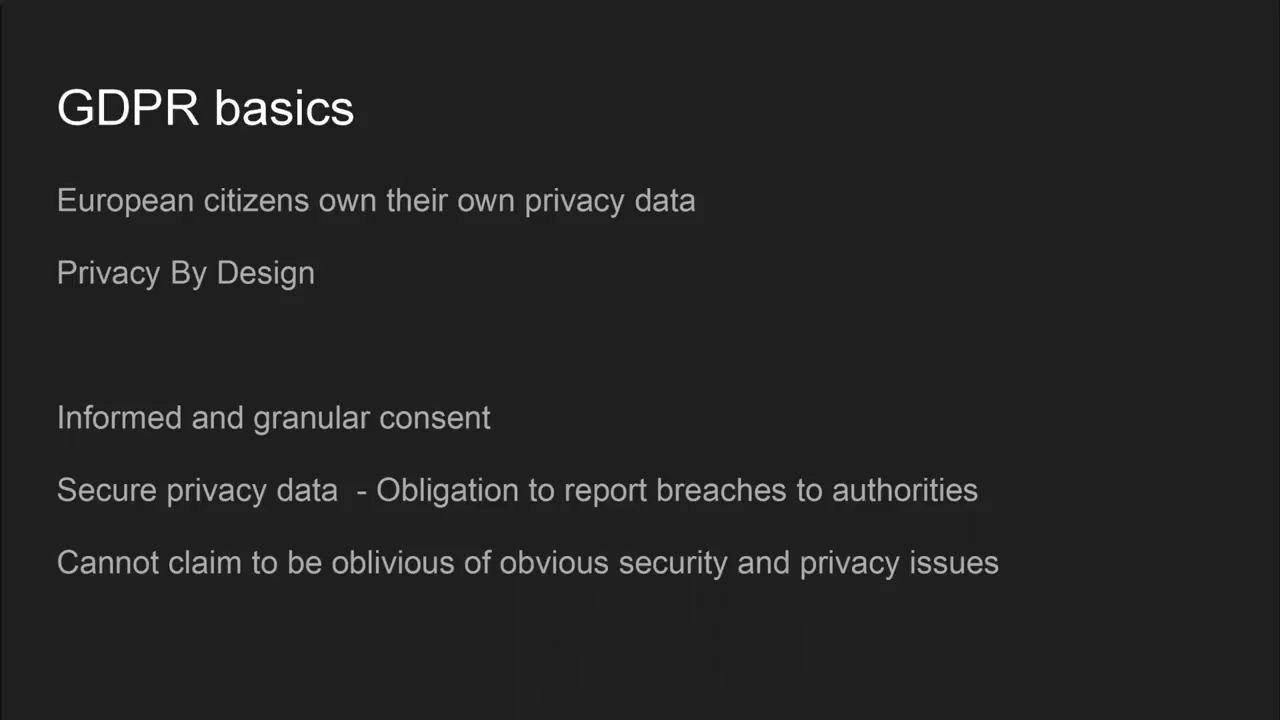 GDPR basics
European citizens own their own privacy data
Privacy By Design
Informed and granular consent
Secure privacy data  - Obligation to report breaches to authorities
Cannot claim to be oblivious of obvious security and privacy issues